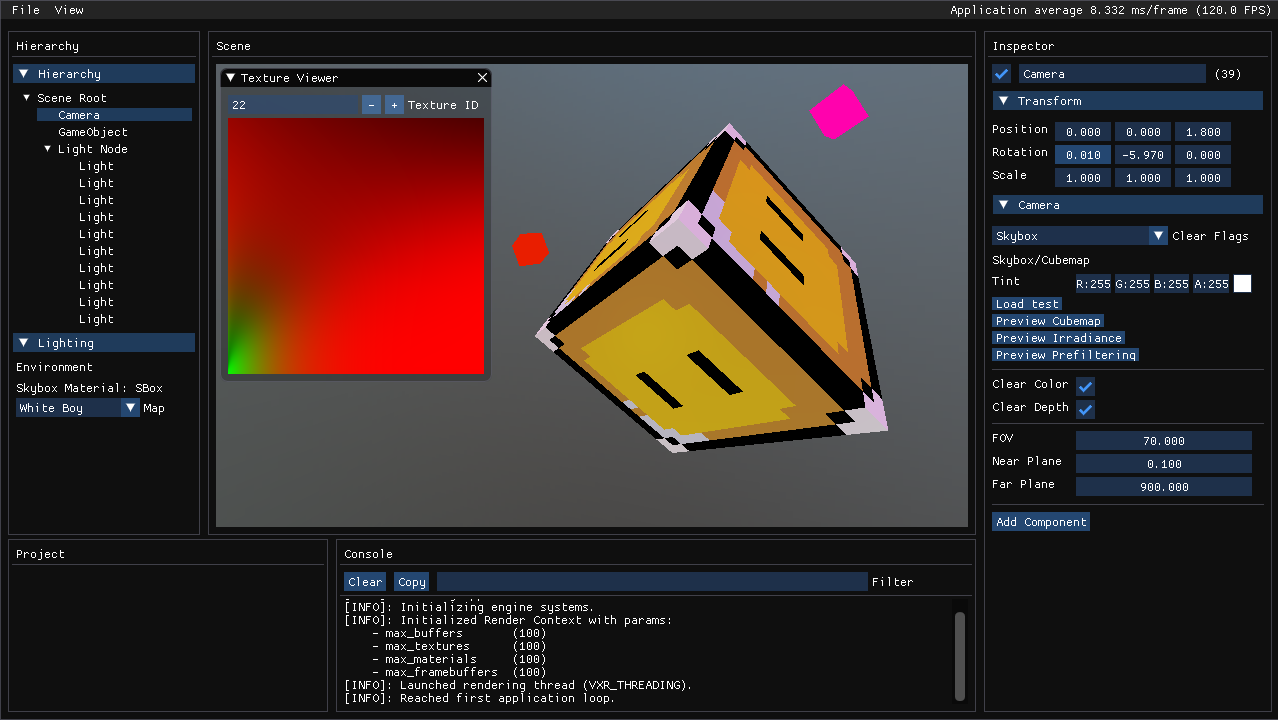 File View
Application average 8.332 ms/frame (120.0 FPS)
Hierarchy
Hierarchy
Scene Root
Camera
GameObject
Light Node
Light
Light
Light
Light
Light
Light
Light
Light
Light
Light
Lighting
Environment
Skybox Material: SBox
White Boy Map
Scene
Texture Viewer
22 - + Texture ID
Inspector
Camera (39)
Transform
Position 0.000 0.000 1.800
Rotation 0.010 -5.970 0.000
Scale 1.000 1.000 1.000
Camera
Skybox Clear Flags
Skybox/Cubemap
Tint R:255 G:255 B:255 A:255
Load test
Preview Cubemap
Preview Irradiance
Preview Prefiltering
Clear Color
Clear Depth
FOV 70.000
Near Plane 0.100
Far Plane 900.000
Add Component
Project
Console
Clear Copy Filter
[INFO]: Initializing engine systems.
[INFO]: Initialized Render Context with params:
- max_buffers (100)
- max_textures (100)
- max_materials (100)
- max_framebuffers (100)
[INFO]: Launched rendering thread (VXR_THREADING).
[INFO]: Reached first application loop.